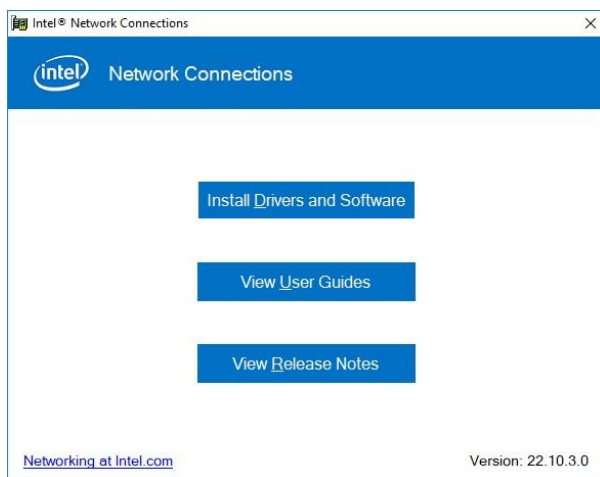 Intel® Network Connections
intel
Network Connections
Install Drivers and Software
View User Guides
View Release Notes
Networking at Intel.com
Version: 22.10.3.0